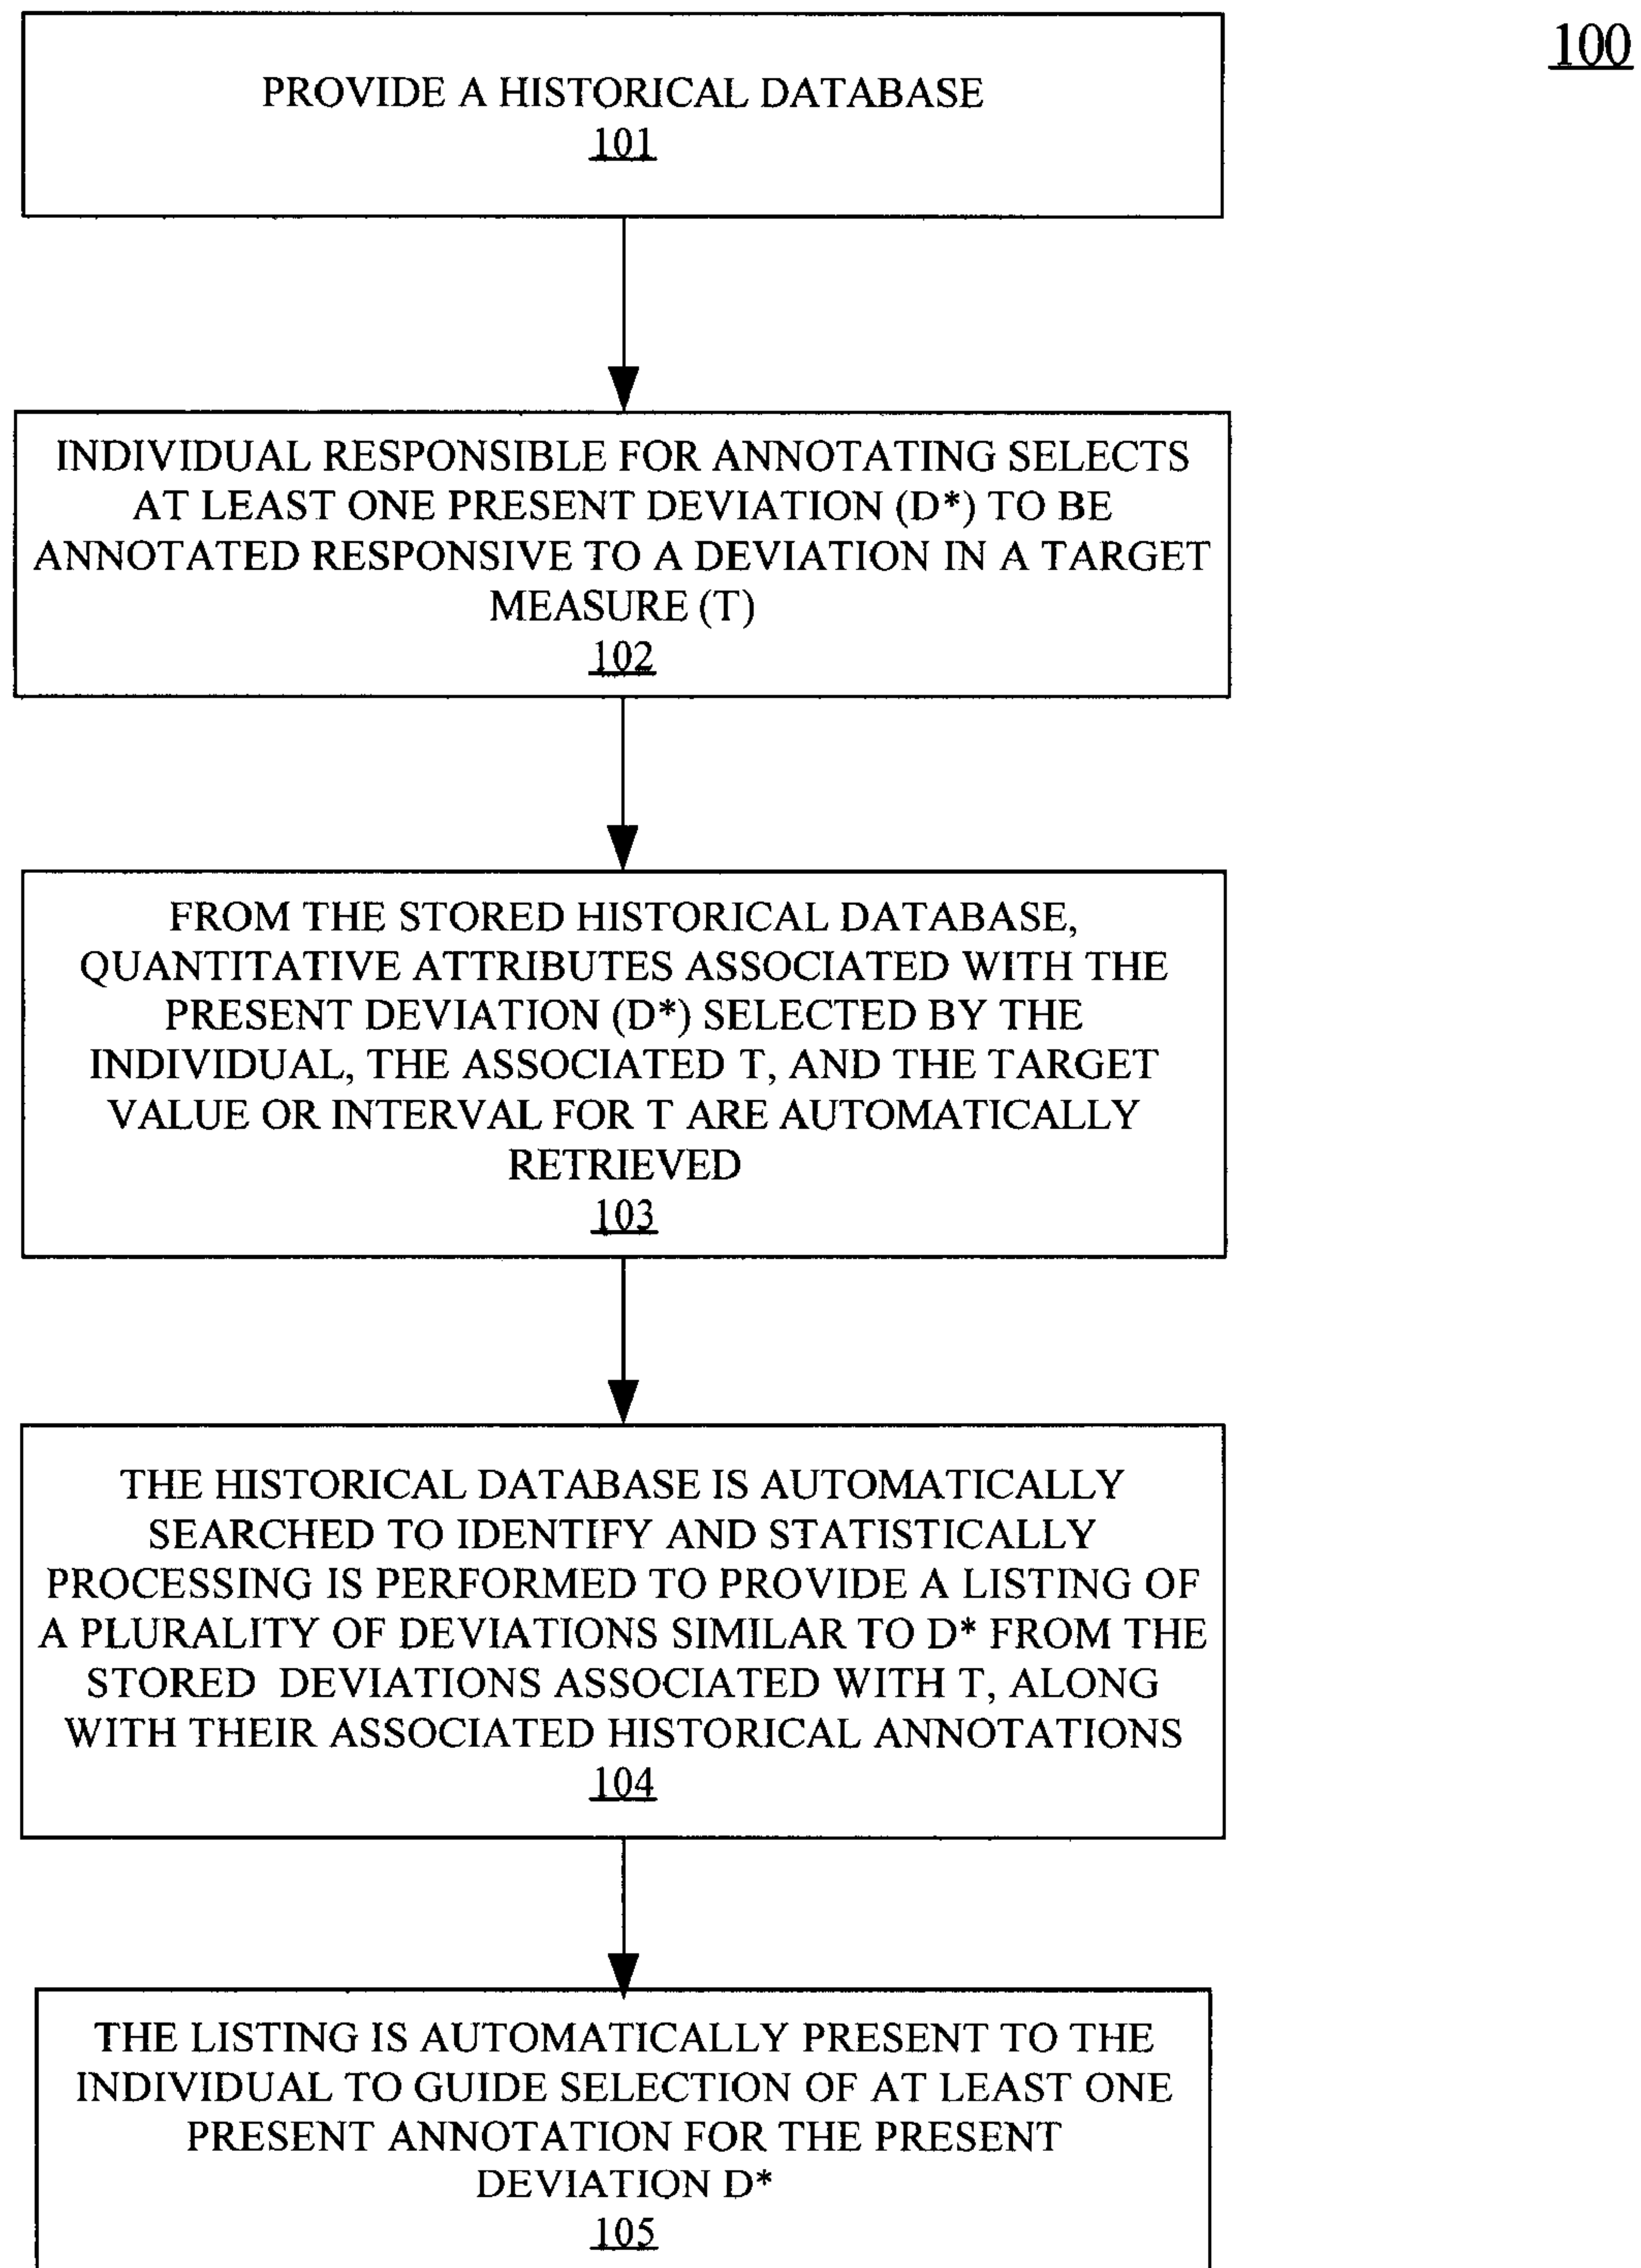 100
PROVIDE A HISTORICAL DATABASE
101
INDIVIDUAL RESPONSIBLE FOR ANNOTATING SELECTS
AT LEAST ONE PRESENT DEVIATION (D*) TO BE
ANNOTATED RESPONSIVE TO A DEVIATION IN A TARGET
MEASURE (T)
102
FROM THE STORED HISTORICAL DATABASE,
QUANTITATIVE ATTRIBUTES ASSOCIATED WITH THE
PRESENT DEVIATION (D*) SELECTED BY THE
INDIVIDUAL, THE ASSOCIATED T, AND THE TARGET
VALUE OR INTERVAL FOR T ARE AUTOMATICALLY
RETRIEVED
103
THE HISTORICAL DATABASE IS AUTOMATICALLY
SEARCHED TO IDENTIFY AND STATISTICALLY
PROCESSING IS PERFORMED TO PROVIDE A LISTING OF
A PLURALITY OF DEVIATIONS SIMILAR TO D* FROM THE
STORED DEVIATIONS ASSOCIATED WITH T, ALONG
WITH THEIR ASSOCIATED HISTORICAL ANNOTATIONS
104
THE LISTING IS AUTOMATICALLY PRESENT TO THE
INDIVIDUAL TO GUIDE SELECTION OF AT LEAST ONE
PRESENT ANNOTATION FOR THE PRESENT
DEVIATION D*
105